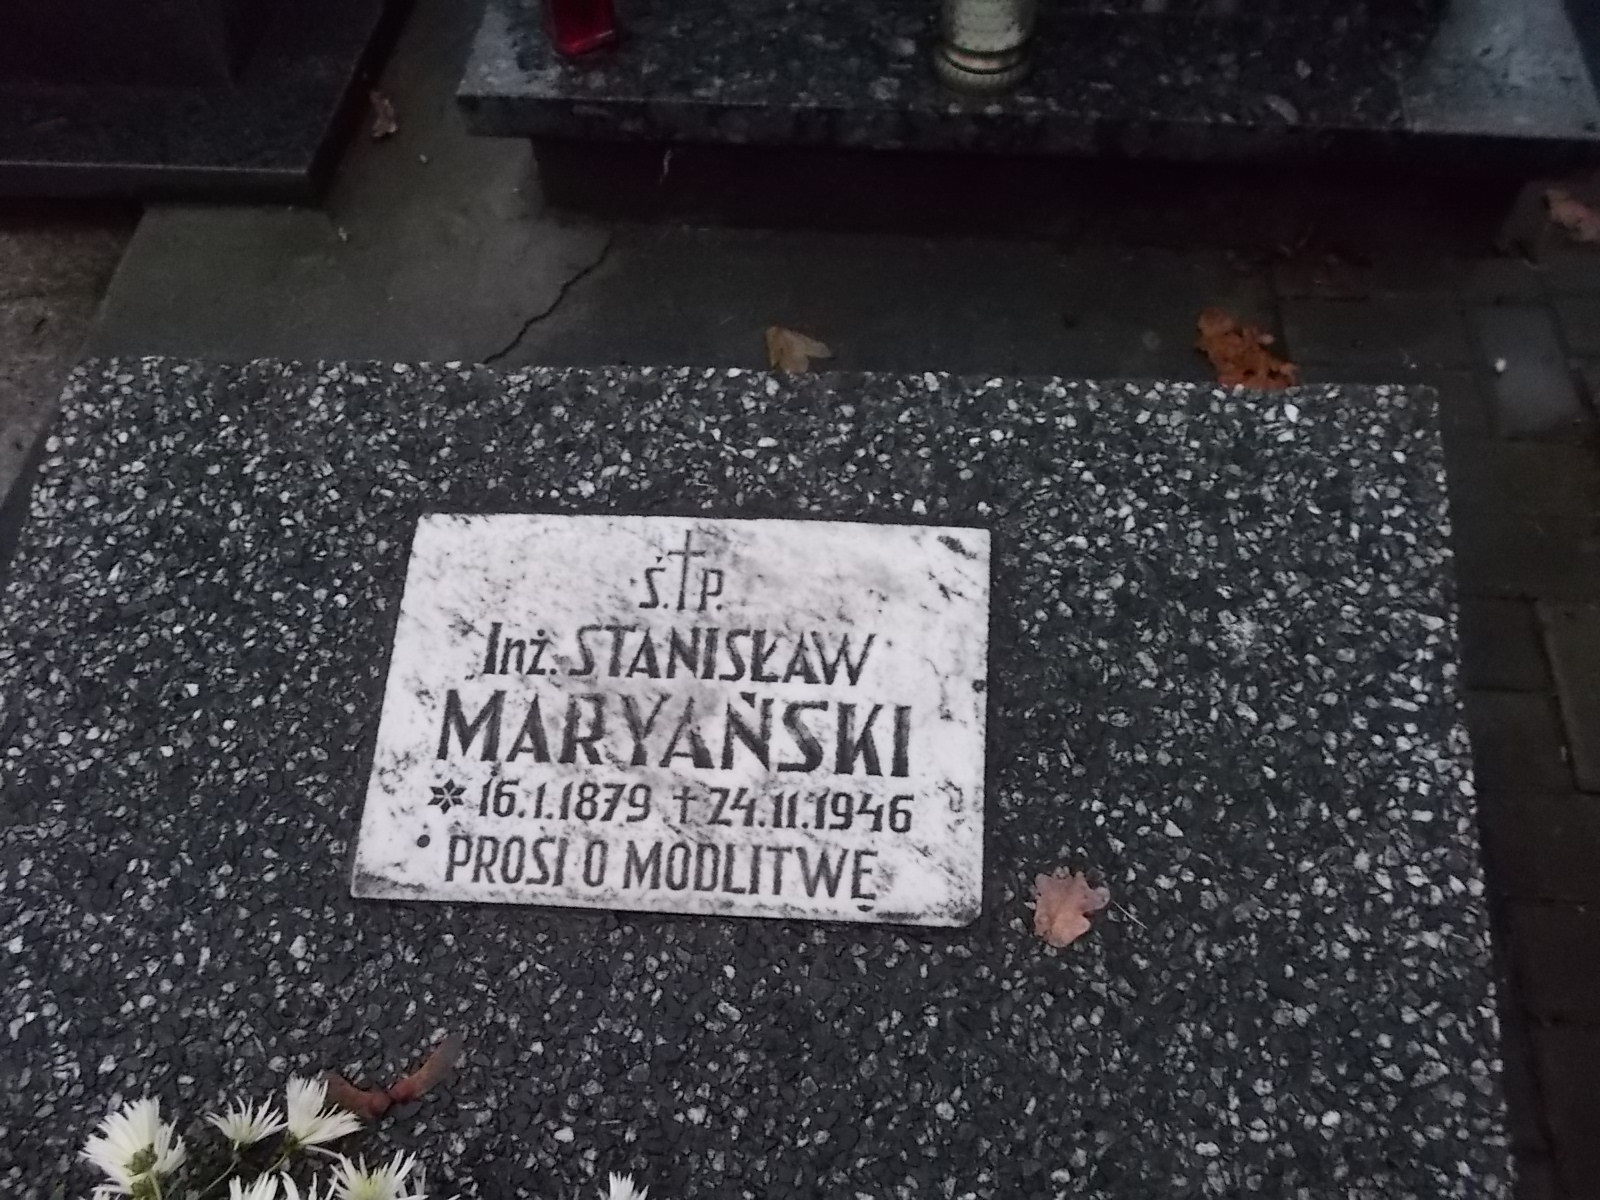 Ś.†P.
Inż. STANISŁAW
MARYAŃSKI
* 16.1.1879 † 24.11.1946
PROSI O MODLITWĘ